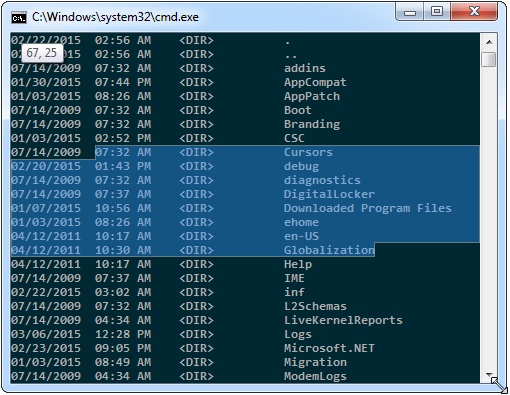 C:\Windows\system32\cmd.exe
02/22/2015  02:56 AM    <DIR>          .
67, 25
02:56 AM    <DIR>          ..
07/14/2009  07:32 AM    <DIR>          addins
01/30/2015  07:44 PM    <DIR>          AppCompat
01/03/2015  08:26 AM    <DIR>          AppPatch
07/14/2009  07:32 AM    <DIR>          Boot
07/14/2009  07:32 AM    <DIR>          Branding
01/03/2015  02:52 PM    <DIR>          CSC
07/14/2009  07:32 AM    <DIR>          Cursors
02/20/2015  01:43 PM    <DIR>          debug
07/14/2009  07:32 AM    <DIR>          diagnostics
07/14/2009  07:37 AM    <DIR>          DigitalLocker
01/07/2015  10:56 AM    <DIR>          Downloaded Program Files
01/03/2015  08:26 AM    <DIR>          ehome
04/12/2011  10:17 AM    <DIR>          en-US
04/12/2011  10:30 AM    <DIR>          Globalization
04/12/2011  10:17 AM    <DIR>          Help
07/14/2009  07:37 AM    <DIR>          IME
02/22/2015  03:02 AM    <DIR>          inf
07/14/2009  07:32 AM    <DIR>          L2Schemas
07/14/2009  04:34 AM    <DIR>          LiveKernelReports
03/06/2015  12:28 PM    <DIR>          Logs
02/23/2015  09:05 PM    <DIR>          Microsoft.NET
01/03/2015  08:49 AM    <DIR>          Migration
07/14/2009  04:34 AM    <DIR>          ModemLogs